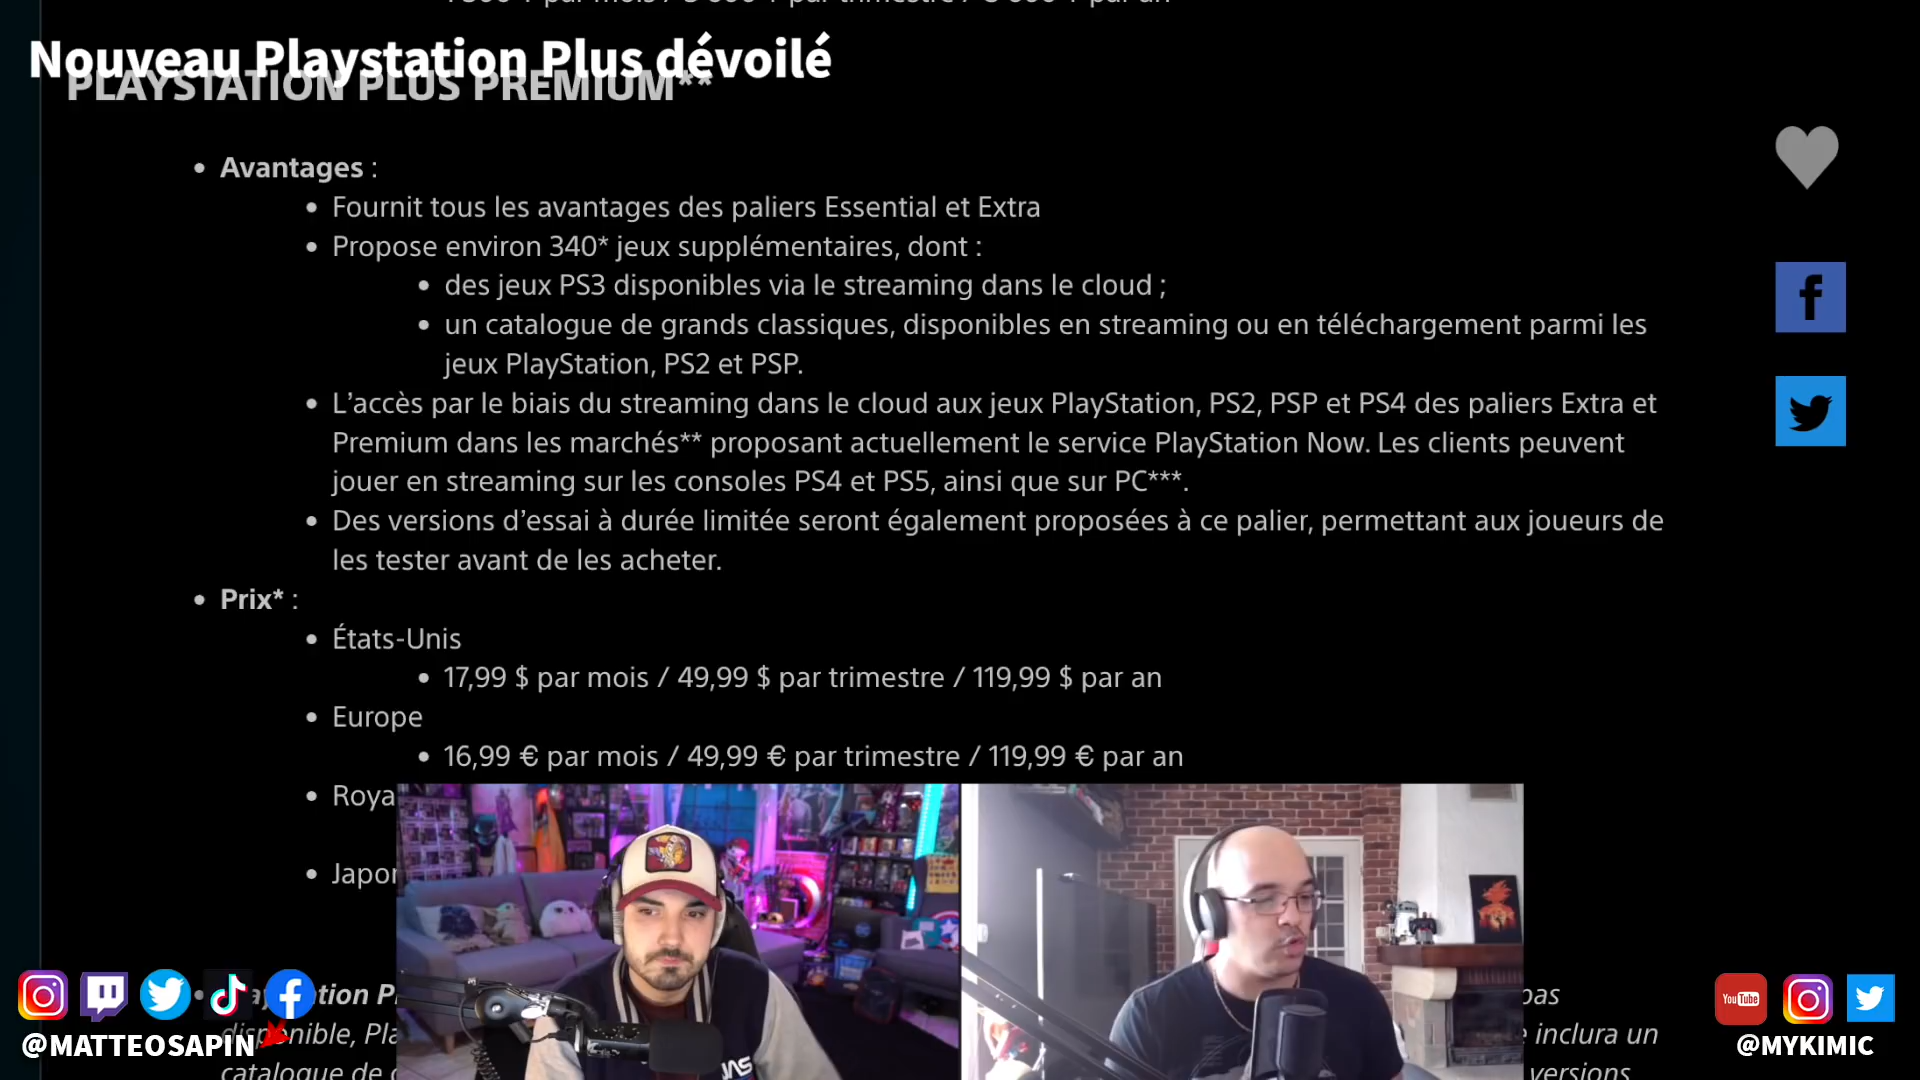 Nouveau Playstation Plus dévoilé
PLAYSTATION PLUS PREMIUM**
Avantages :
Fournit tous les avantages des paliers Essential et Extra
Propose environ 340* jeux supplémentaires, dont :
des jeux PS3 disponibles via le streaming dans le cloud ;
un catalogue de grands classiques, disponibles en streaming ou en téléchargement parmi les
jeux PlayStation, PS2 et PSP.
L’accès par le biais du streaming dans le cloud aux jeux PlayStation, PS2, PSP et PS4 des paliers Extra et
Premium dans les marchés** proposant actuellement le service PlayStation Now. Les clients peuvent
jouer en streaming sur les consoles PS4 et PS5, ainsi que sur PC***.
Des versions d’essai à durée limitée seront également proposées à ce palier, permettant aux joueurs de
les tester avant de les acheter.
Prix* :
États-Unis
17,99 $ par mois / 49,99 $ par trimestre / 119,99 $ par an
Europe
16,99 € par mois / 49,99 € par trimestre / 119,99 € par an
Roya
Japon
pas
inclura un
catalogue de
versions
YouTube
@MATTEOSAPIN
@MYKIMIC